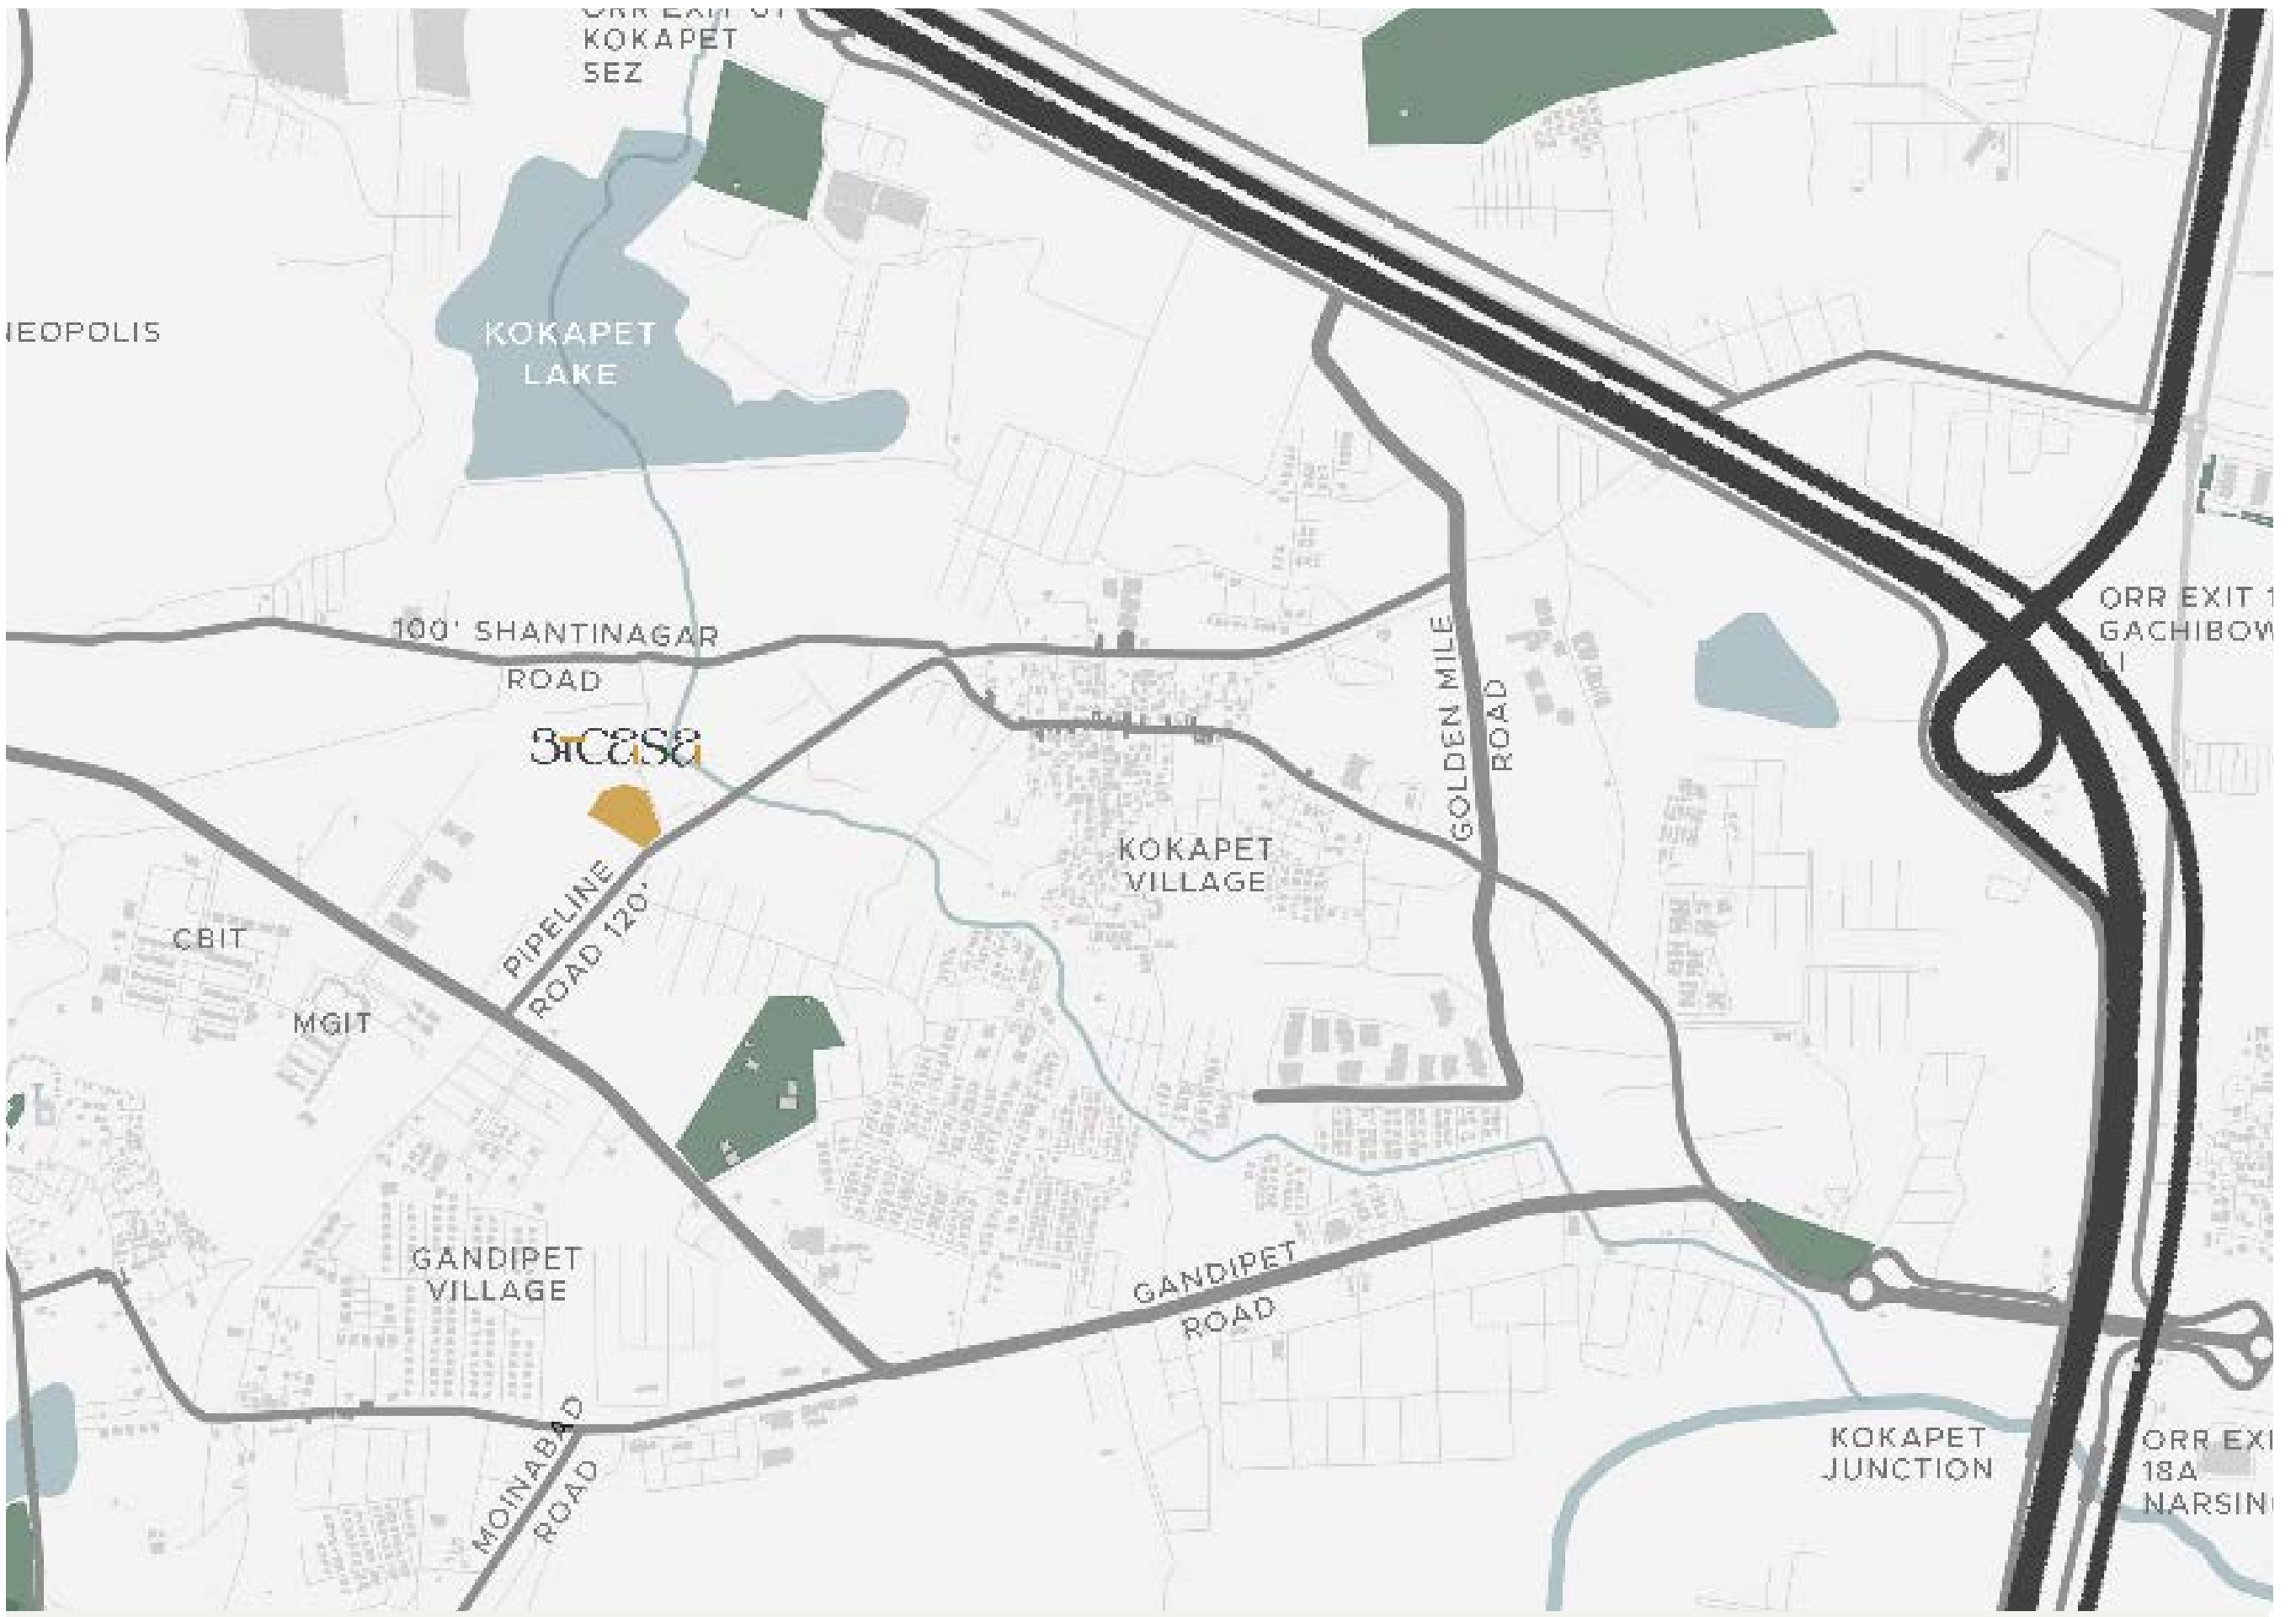 KOKAPET
SEZ
NEOPOLIS
KOKAPET
LAKE
100' SHANTINAGAR
ROAD
ORR EXIT 1
GACHIBOW
LI
GOLDEN MILE
ROAD
KOKAPET
VILLAGE
PIPELINE
ROAD 120'
CBIT
MGIT
GANDIPET
VILLAGE
GANDIPET
ROAD
MOINABAD
ROAD
KOKAPET
JUNCTION
ORR EXI
18A
NARSIN